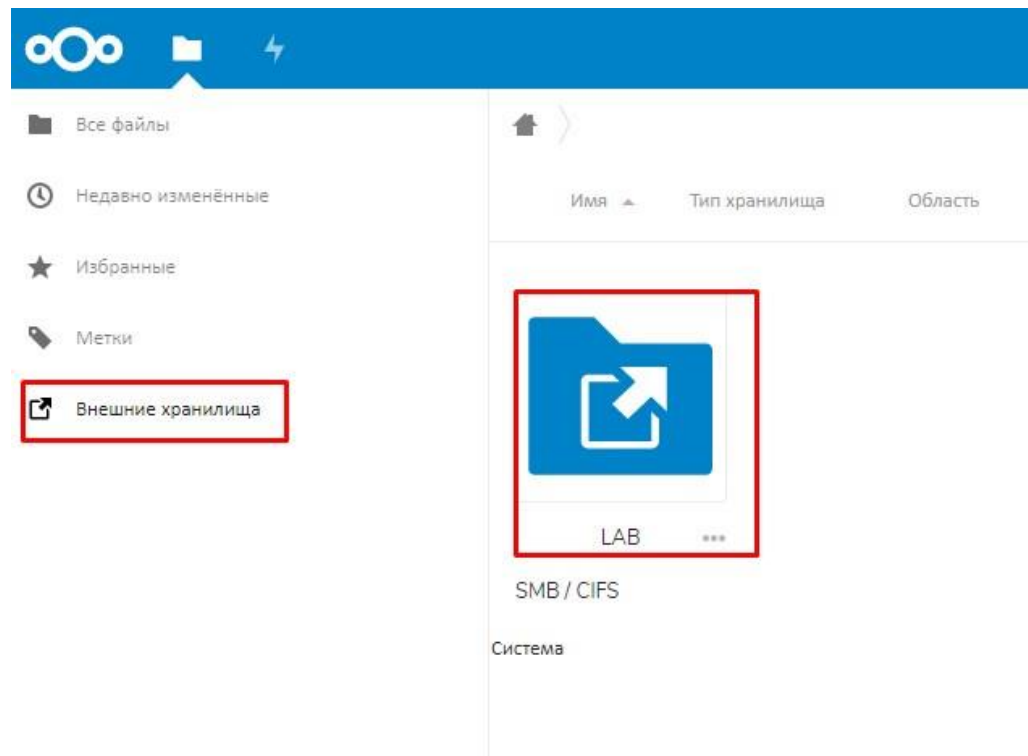 Все файлы
Недавно изменённые
Избранные
Метки
Внешние хранилища
Имя Тип хранилища Область
LAB
SMB / CIFS
Система